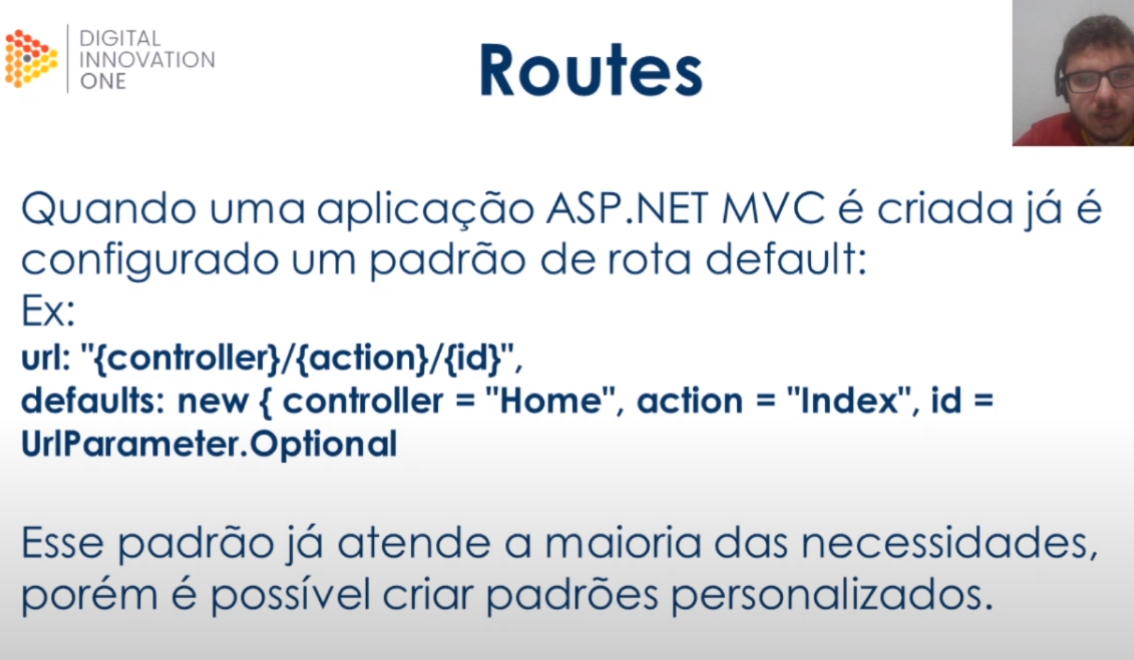 DIGITAL
INNOVATION
ONE
Routes
Quando uma aplicação ASP.NET MVC é criada já é
configurado um padrão de rota default:
Ex:
url: "{controller}/{action}/{id}",
defaults: new { controller = "Home", action = "Index", id =
UrlParameter.Optional
Esse padrão já atende a maioria das necessidades,
porém é possível criar padrões personalizados.